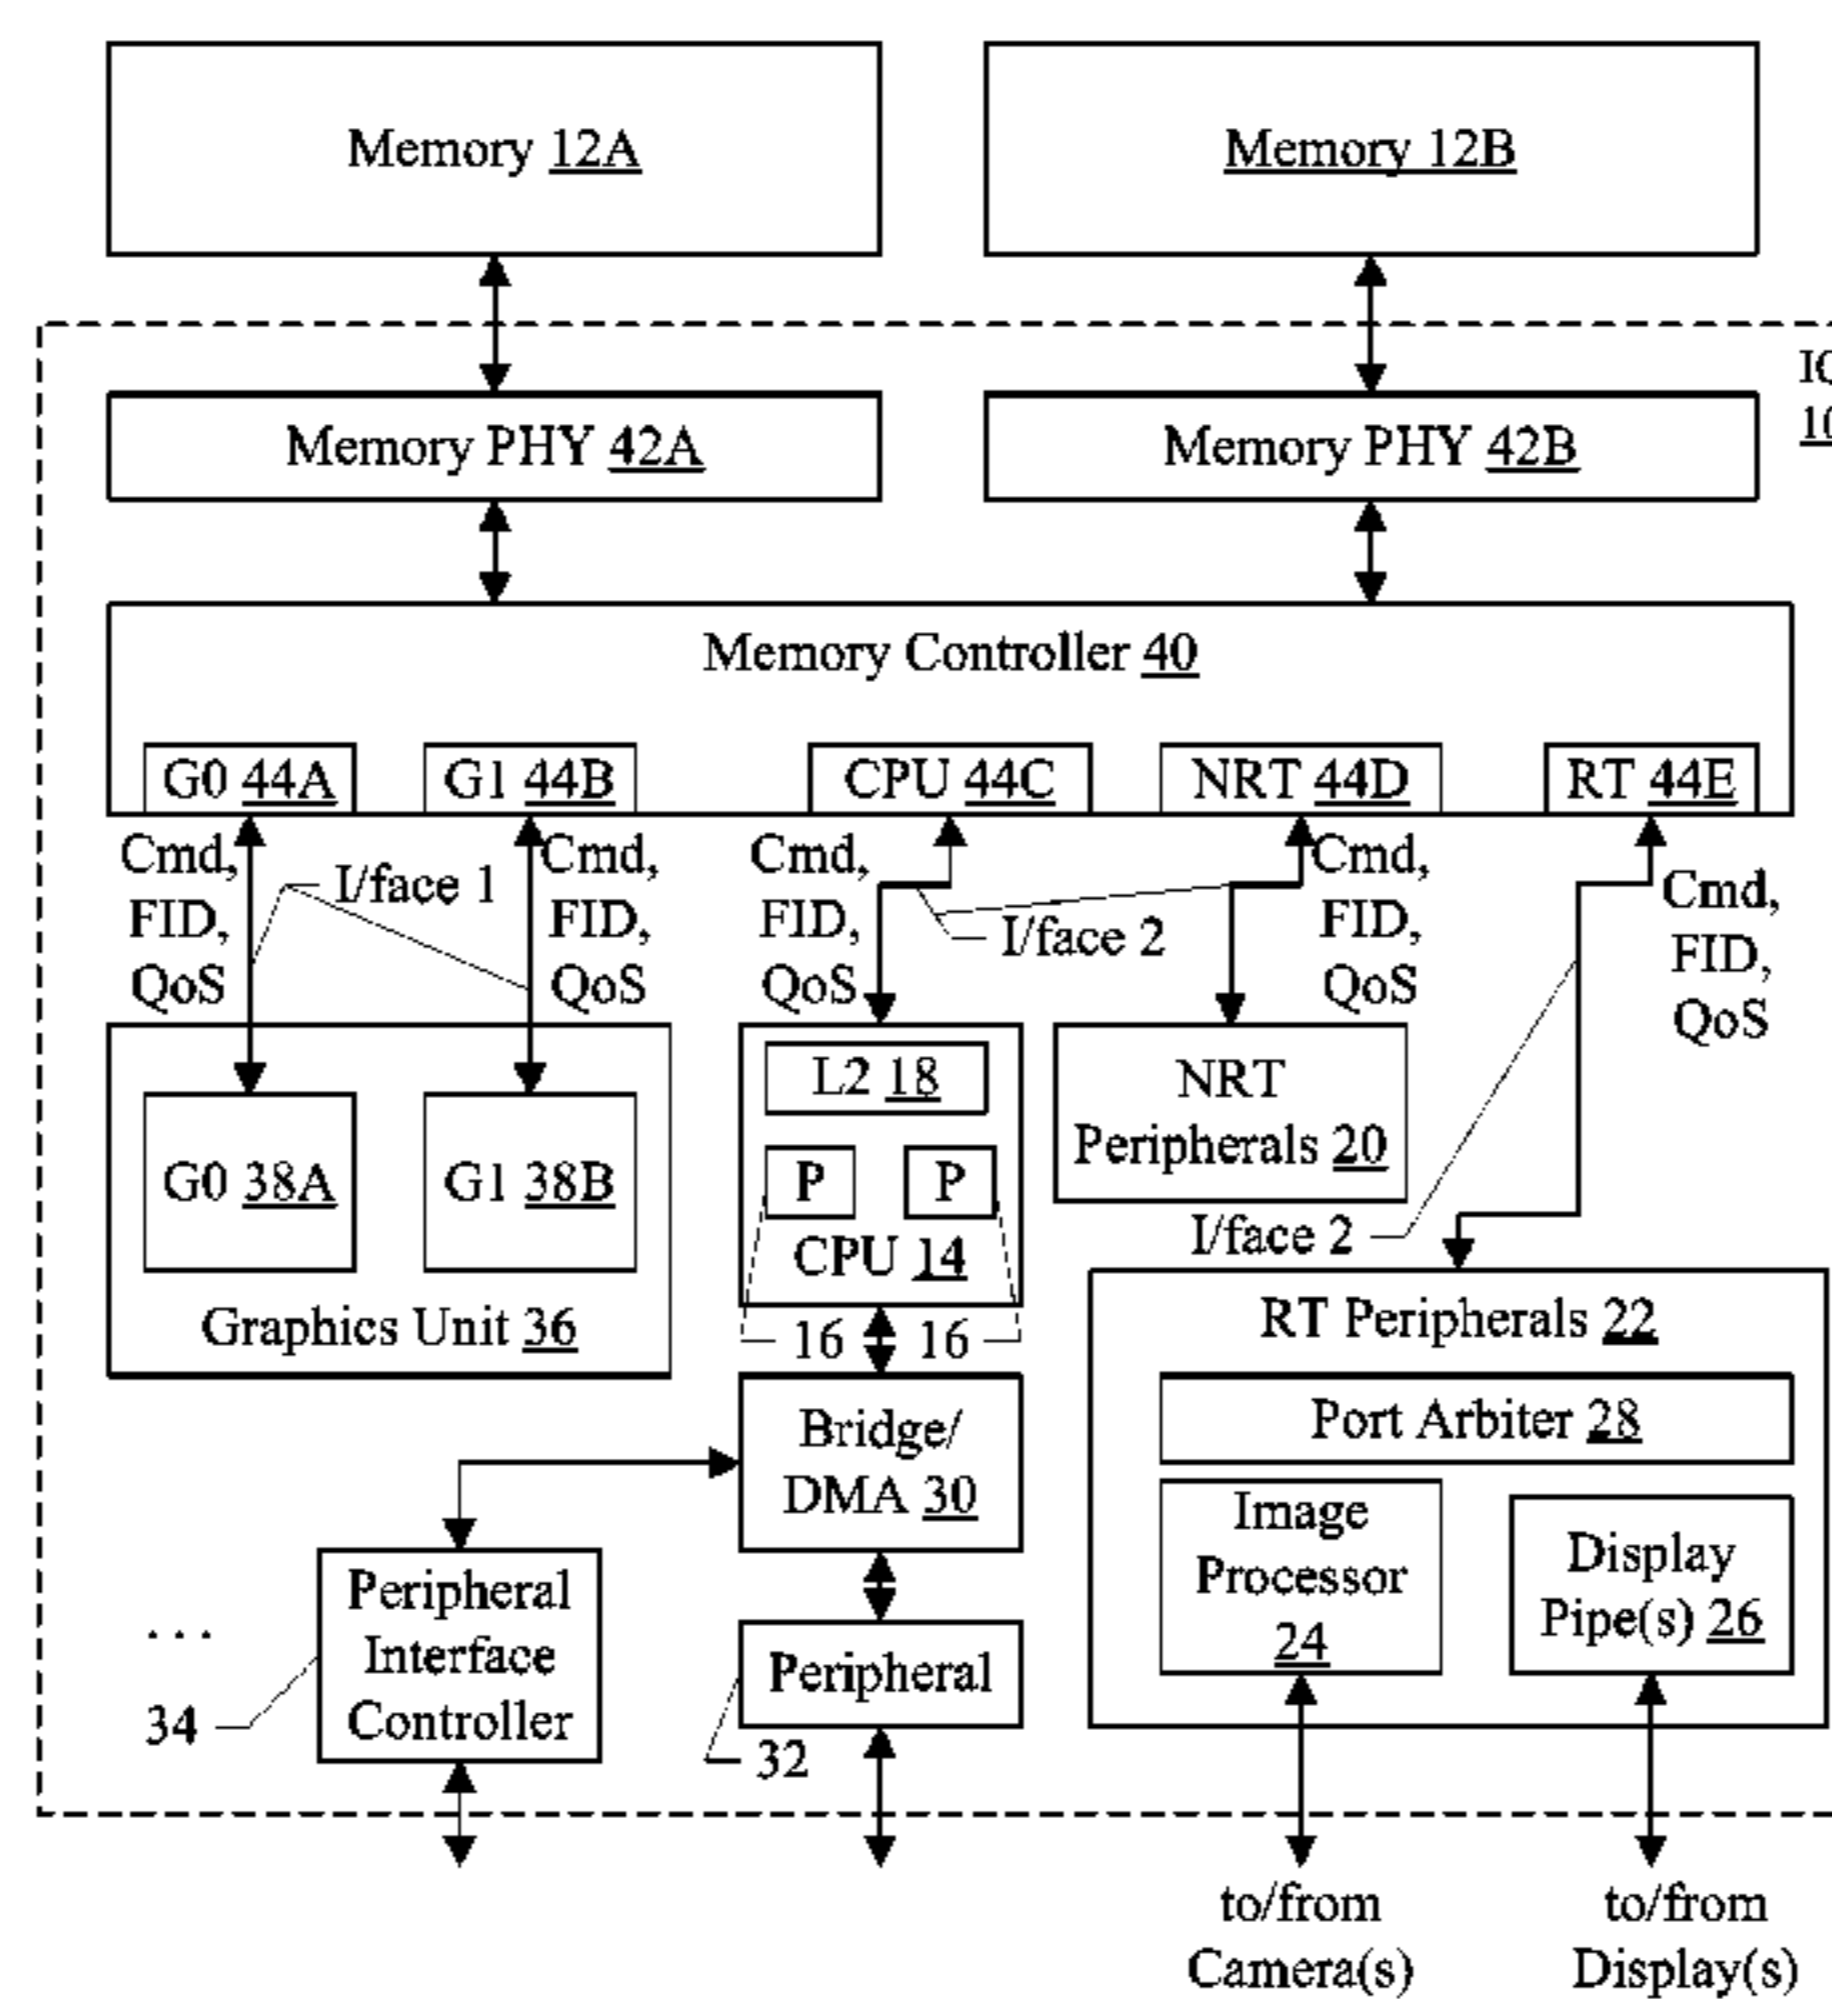 Memory 12A
Memory 12B
Memory PHY 42A
Memory PHY 42B
Memory Controller 40
G0 44A
G1 44B
CPU 44C
NRT 44D
RT 44E
Cmd,
FID,
QoS
I/face 1
Cmd,
FID,
QoS
Cmd,
FID,
QoS
I/face 2
Cmd,
FID,
QoS
Cmd,
FID,
QoS
G0 38A
G1 38B
Graphics Unit 36
L2 18
P
P
CPU 14
16
16
NRT
Peripherals 20
I/face 2
RT Peripherals 22
Port Arbiter 28
Image
Processor
24
Display
Pipe(s) 26
Bridge/
DMA 30
Peripheral
Interface
Controller
. . .
34
Peripheral
32
to/from
Camera(s)
to/from
Display(s)